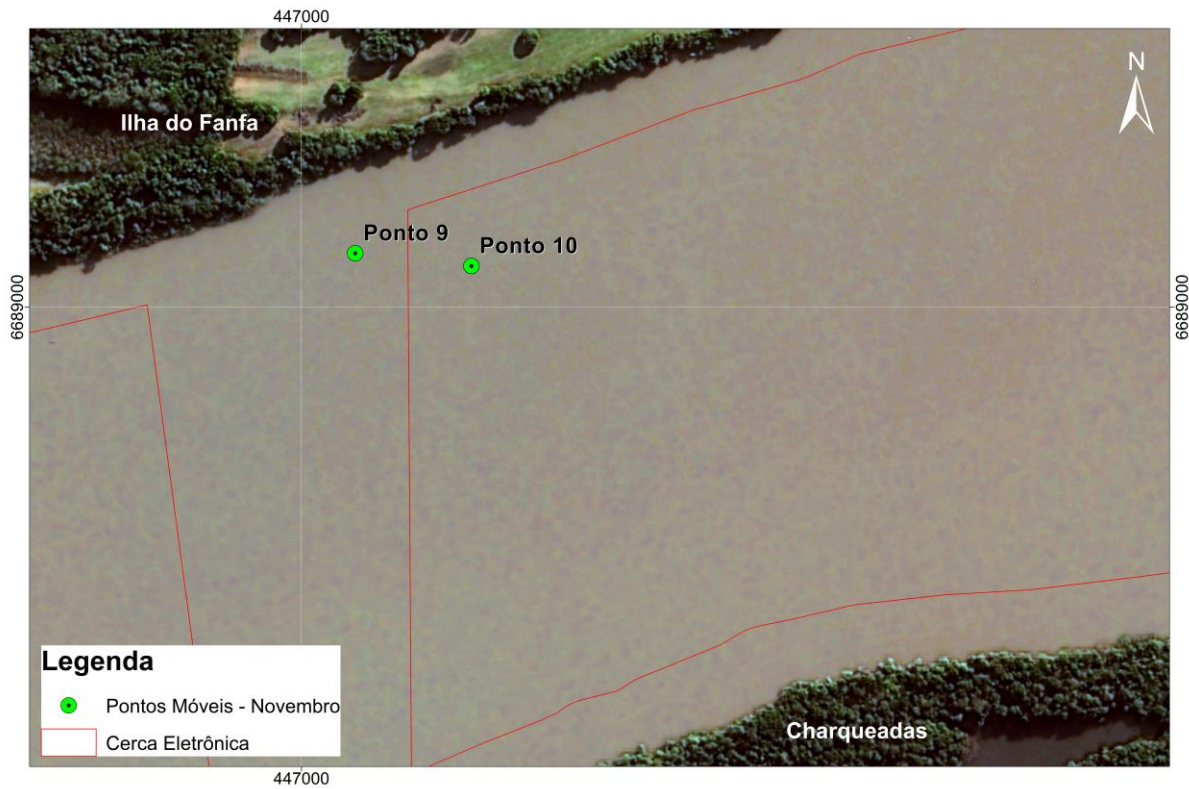 447000
N
Ilha do Fanfa
Ponto 9
Ponto 10
6689000
6689000
Legenda
Pontos Móveis - Novembro
Cerca Eletrônica
Charqueadas
447000